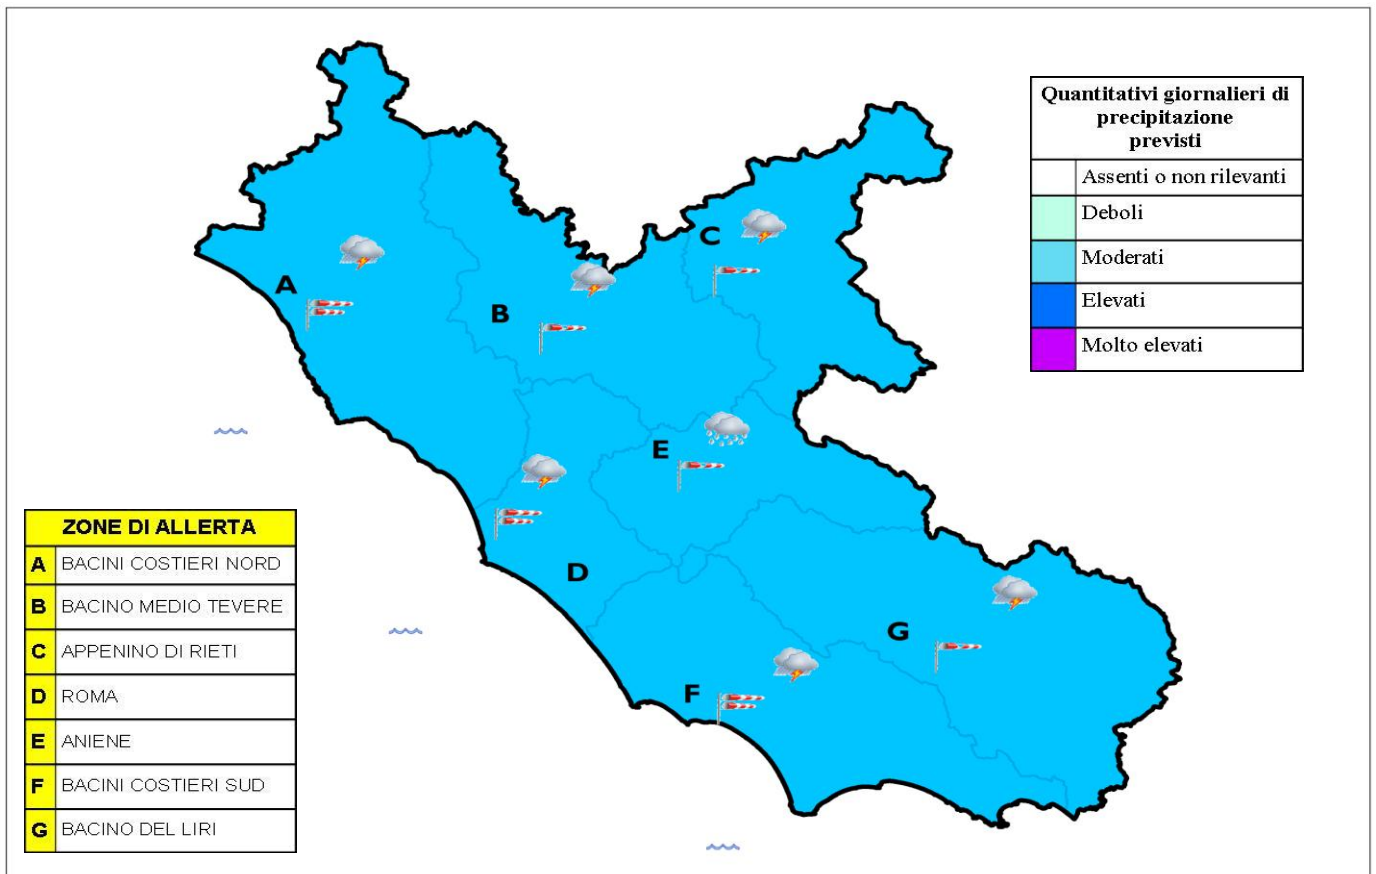 Quantitativi giornalieri di
precipitazione
previsti
Assenti o non rilevanti
Deboli
Moderati
Elevati
Molto elevati
C
A
B
E
D
G
F
ZONE DI ALLERTA
A BACINI COSTIERI NORD
B BACINO MEDIO TEVERE
C APPENINO DI RIETI
D ROMA
E ANIENE
F BACINI COSTIERI SUD
G BACINO DEL LIRI